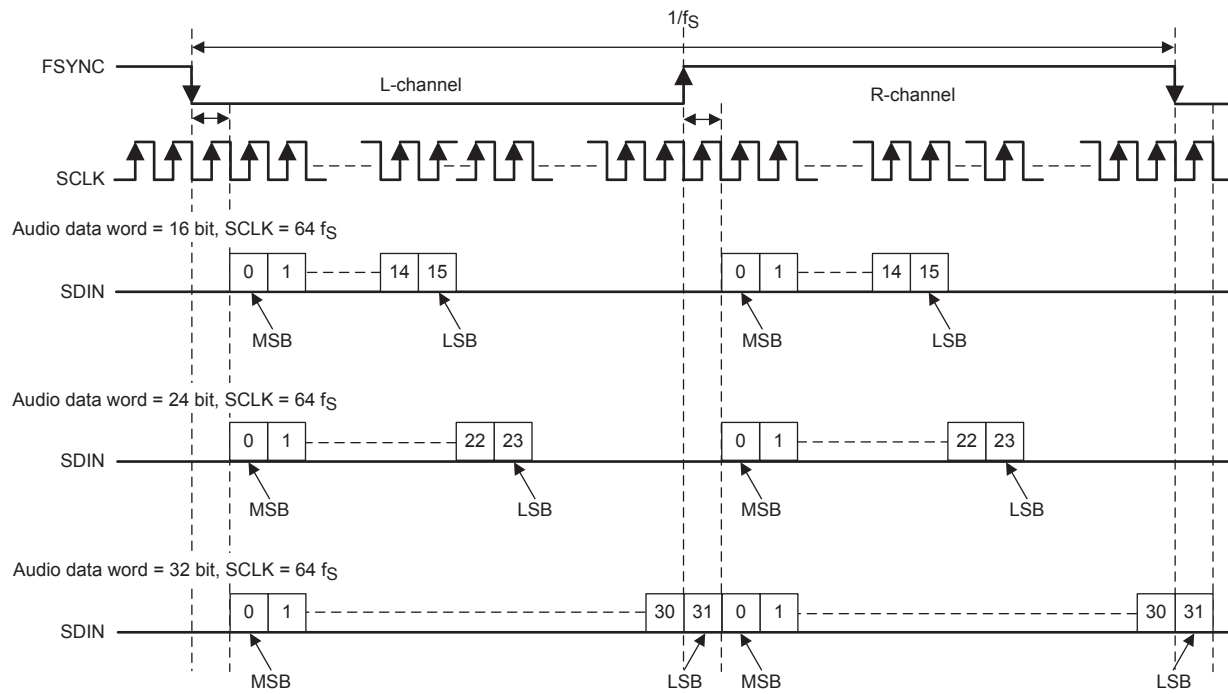 1/fS
FSYNC
L-channel
R-channel
SCLK
Audio data word = 16 bit, SCLK = 64 fS
SDIN
0 1 14 15 0 1 14 15
MSB LSB MSB LSB
Audio data word = 24 bit, SCLK = 64 fS
SDIN
0 1 22 23 0 1 22 23
MSB LSB MSB LSB
Audio data word = 32 bit, SCLK = 64 fS
SDIN
0 1 30 31 0 1 30 31
MSB LSB MSB LSB